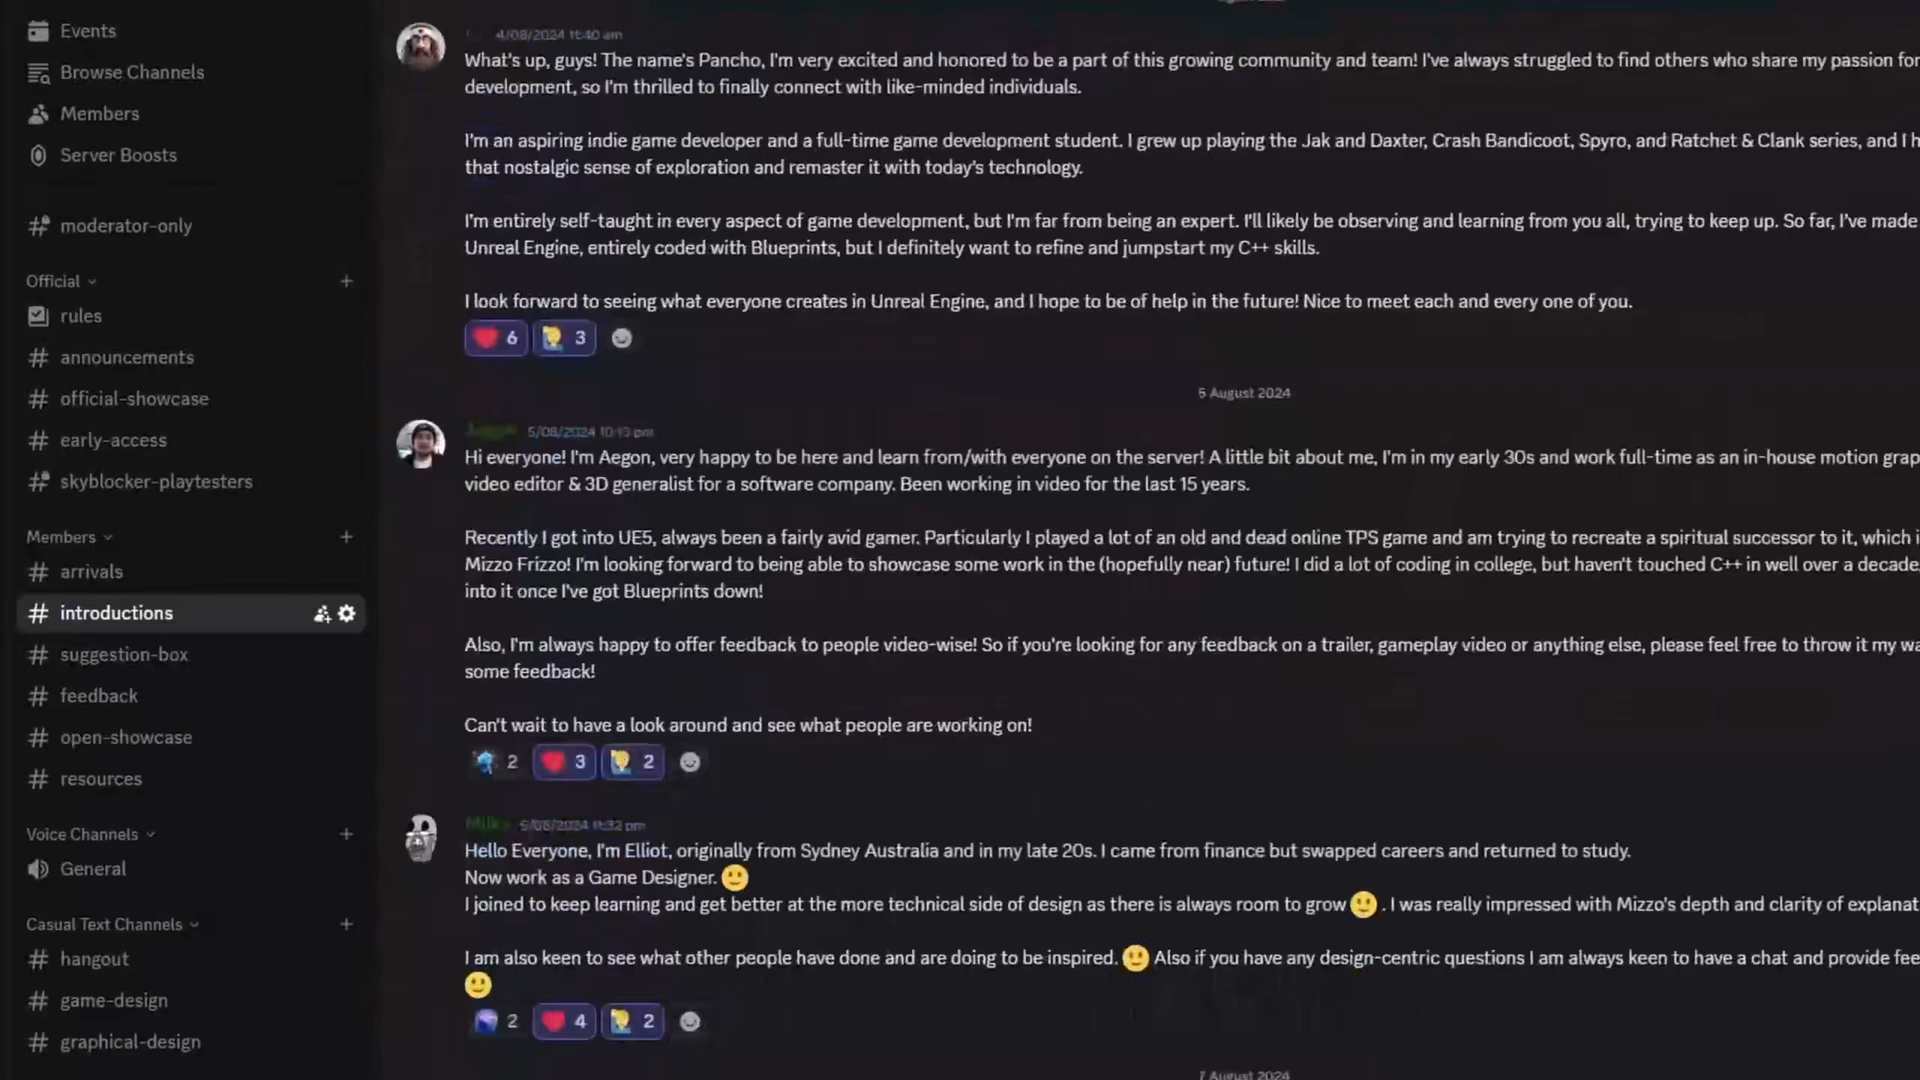 Events
Browse Channels
Members
Server Boosts
moderator-only
Official
rules
announcements
official-showcase
early-access
skyblocker-playtesters
Members
arrivals
introductions
suggestion-box
feedback
open-showcase
resources
Voice Channels
General
Casual Text Channels
hangout
game-design
graphical-design
4/08/2024 11:40 am
What's up, guys! The name's Pancho, I'm very excited and honored to be a part of this growing community and team! I've always struggled to find others who share my passion for
development, so I'm thrilled to finally connect with like-minded individuals.
I'm an aspiring indie game developer and a full-time game development student. I grew up playing the Jak and Daxter, Crash Bandicoot, Spyro, and Ratchet & Clank series, and I h
that nostalgic sense of exploration and remaster it with today's technology.
I'm entirely self-taught in every aspect of game development, but I'm far from being an expert. I'll likely be observing and learning from you all, trying to keep up. So far, I've made
Unreal Engine, entirely coded with Blueprints, but I definitely want to refine and jumpstart my C++ skills.
I look forward to seeing what everyone creates in Unreal Engine, and I hope to be of help in the future! Nice to meet each and every one of you.
6 3
5 August 2024
5/08/2024 10:13 pm
Hi everyone! I'm Aegon, very happy to be here and learn from/with everyone on the server! A little bit about me, I'm in my early 30s and work full-time as an in-house motion grap
video editor & 3D generalist for a software company. Been working in video for the last 15 years.
Recently I got into UE5, always been a fairly avid gamer. Particularly I played a lot of an old and dead online TPS game and am trying to recreate a spiritual successor to it, which i
Mizzo Frizzo! I'm looking forward to being able to showcase some work in the (hopefully near) future! I did a lot of coding in college, but haven't touched C++ in well over a decade.
into it once I've got Blueprints down!
Also, I'm always happy to offer feedback to people video-wise! So if you're looking for any feedback on a trailer, gameplay video or anything else, please feel free to throw it my wa
some feedback!
Can't wait to have a look around and see what people are working on!
2 3 2
5/08/2024 11:32 pm
Hello Everyone, I'm Elliot, originally from Sydney Australia and in my late 20s. I came from finance but swapped careers and returned to study.
Now work as a Game Designer. 🙂
I joined to keep learning and get better at the more technical side of design as there is always room to grow 🙂 . I was really impressed with Mizzo's depth and clarity of explanat
I am also keen to see what other people have done and are doing to be inspired. 🙂 Also if you have any design-centric questions I am always keen to have a chat and provide fee
🙂
2 4 2
7 August 2024